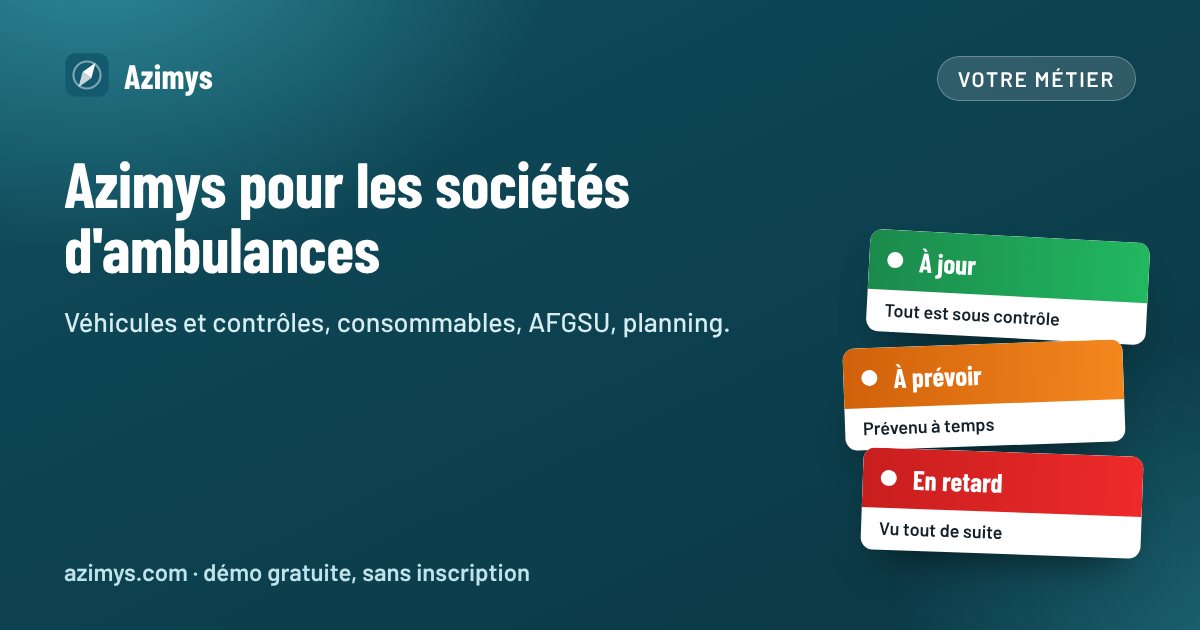 Azimys
VOTRE MÉTIER
Azimys pour les sociétés
d'ambulances
Véhicules et contrôles, consommables, AFGSU, planning.
À jour
Tout est sous contrôle
À prévoir
Prévenu à temps
En retard
Vu tout de suite
azimys.com · démo gratuite, sans inscription